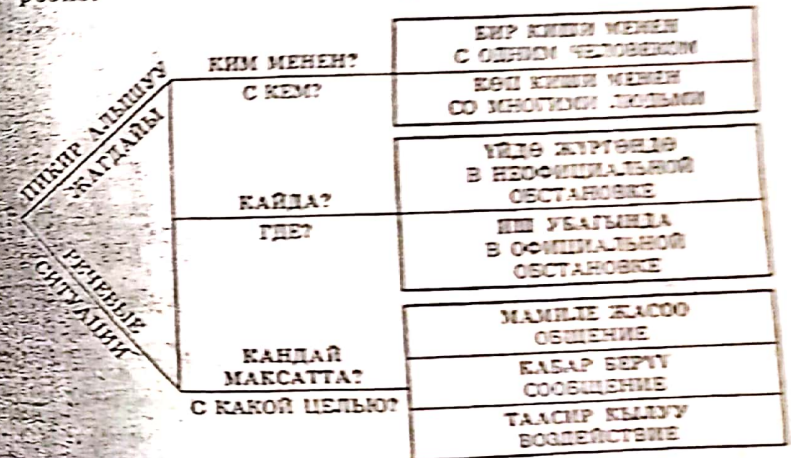 ПИКИР АЛЫШУУ
ЖАГДАЙЫ
РЕЧЕВЫЕ
СИТУАЦИИ
КИМ МЕНЕН?
С КЕМ?
БИР КИШИ МЕНЕН
С ОДНИМ ЧЕЛОВЕКОМ
КӨП КИШИ МЕНЕН
СО МНОГИМИ ЛЮДЬМИ
КАЙДА?
ГДЕ?
ҮЙДӨ ЖҮРГӨНДӨ
В НЕОФИЦИАЛЬНОЙ
ОБСТАНОВКЕ
ИШ УБАГЫНДА
В ОФИЦИАЛЬНОЙ
ОБСТАНОВКЕ
КАНДАЙ
МАКСАТТА?
С КАКОЙ ЦЕЛЬЮ?
МАМИЛЕ ЖАСОО
ОБЩЕНИЕ
КАБАР БЕРҮҮ
СООБЩЕНИЕ
ТААСИР КЫЛУУ
ВОЗДЕЙСТВИЕ